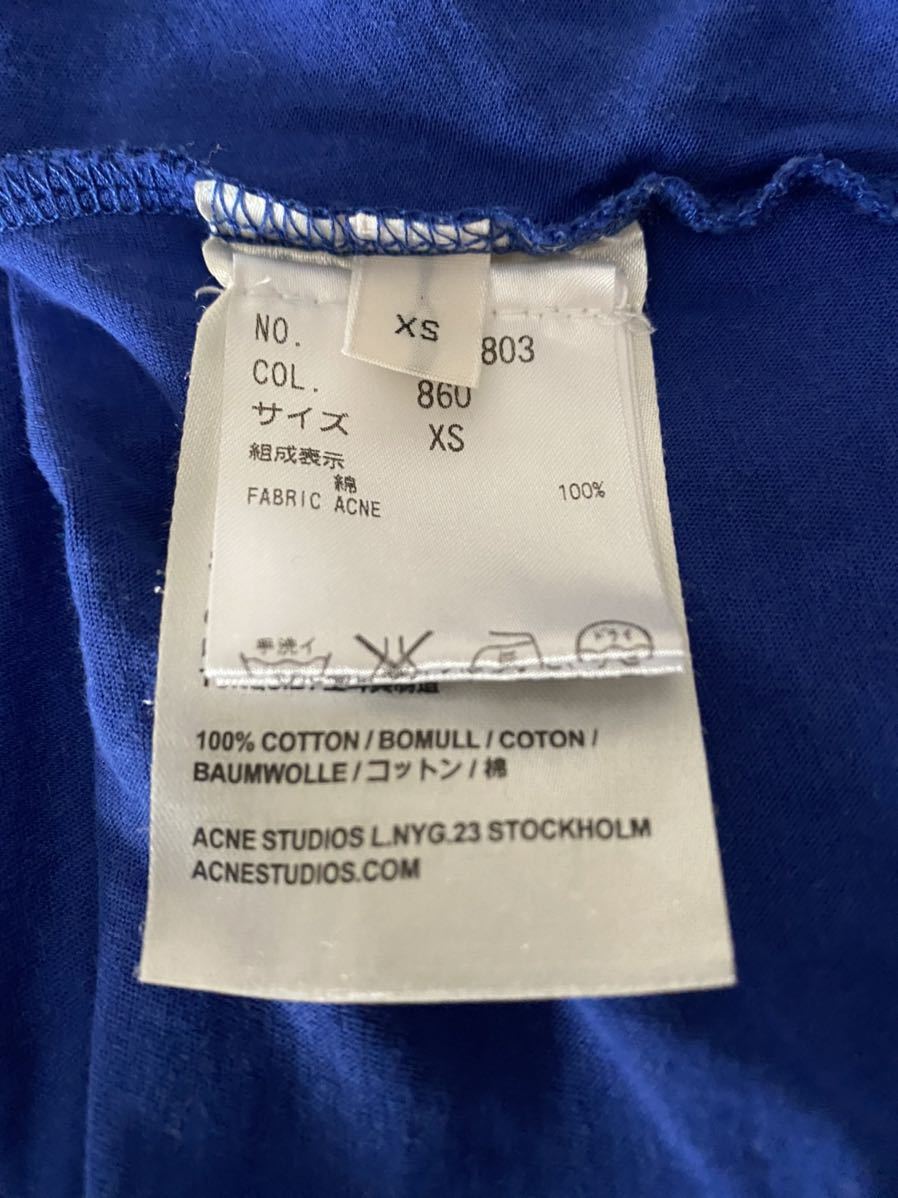 XS
NO. 803
COL. 860
サイズ XS
組成表示
綿 100%
FABRIC ACNE
手洗イ ドライ
100% COTTON / BOMULL / COTON /
BAUMWOLLE / コットン / 棉
ACNE STUDIOS L.NYG.23 STOCKHOLM
ACNESTUDIOS.COM